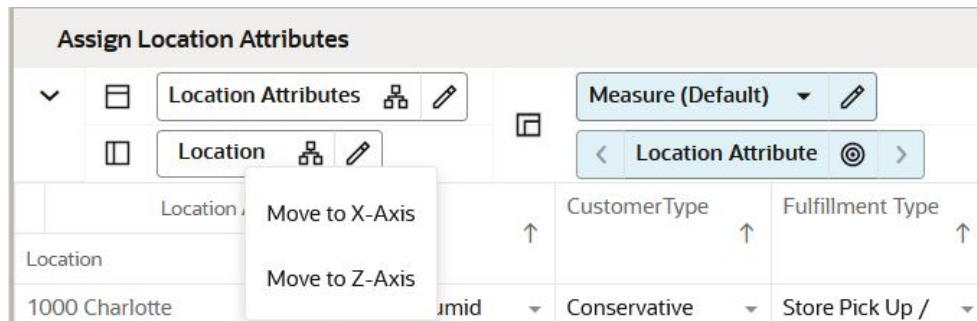 Assign Location Attributes
Location Attributes
Measure (Default)
Location
Location Attribute
Move to X-Axis
Move to Z-Axis
Location
CustomerType
Fulfillment Type
Location
1000 Charlotte
Conservative
Store Pick Up /